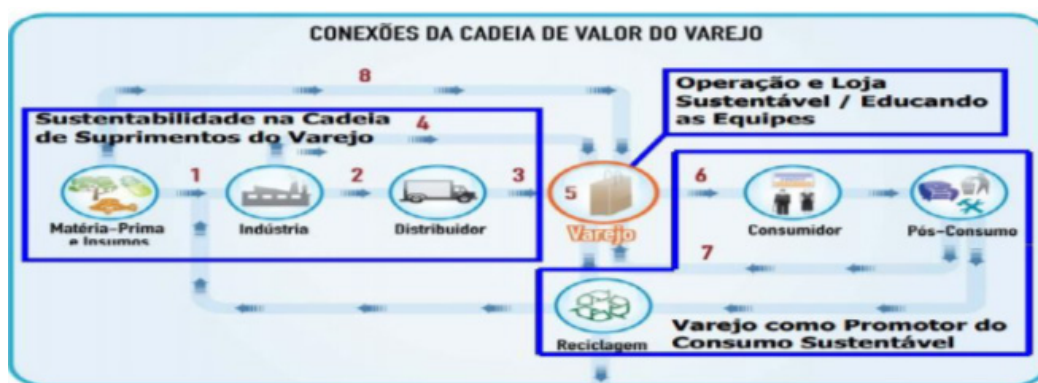 CONEXÕES DA CADEIA DE VALOR DO VAREJO
8
Operação e Loja
Sustentável / Educando
as Equipes
Sustentabilidade na Cadeia
de Suprimentos do Varejo
4
1
2
3
5
6
Matéria-Prima
e Insumos
Indústria
Distribuidor
Varejo
Consumidor
Pós-Consumo
7
Reciclagem
Varejo como Promotor do
Consumo Sustentável